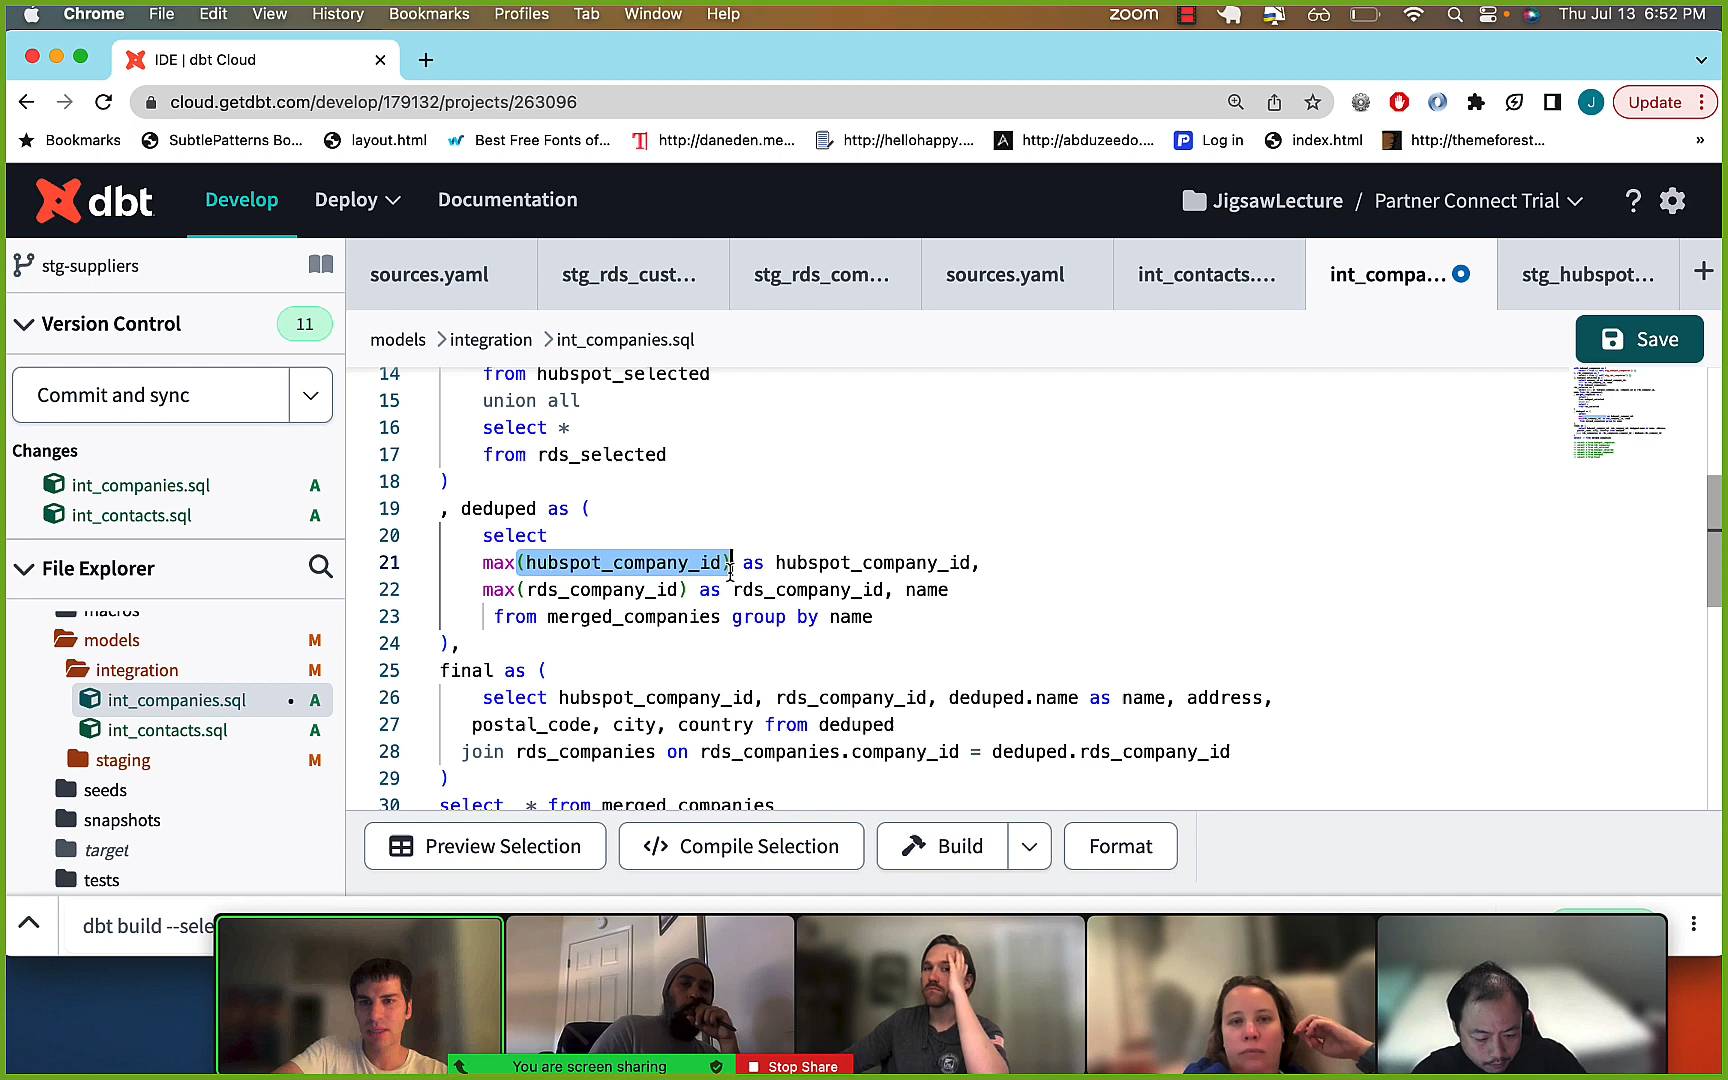 Chrome File Edit View History Bookmarks Profiles Tab Window Help
zoom Thu Jul 13 6:52 PM
IDE | dbt Cloud
cloud.getdbt.com/develop/179132/projects/263096
J Update
Bookmarks SubtlePatterns Bo... layout.html Best Free Fonts of... http://daneden.me... http://hellohappy.... http://abduzeedo.... Log in index.html http://themeforest... »
dbt Develop Deploy Documentation JigsawLecture / Partner Connect Trial ?
stg-suppliers
sources.yaml stg_rds_cust... stg_rds_com... sources.yaml int_contacts.... int_compa... stg_hubspot... +
Version Control 11
models integration int_companies.sql
Save
Commit and sync
Changes
int_companies.sql A
int_contacts.sql A
File Explorer
macros
models M
integration M
int_companies.sql • A
int_contacts.sql A
staging M
seeds
snapshots
target
tests
14 from hubspot_selected
15 union all
16 select *
17 from rds_selected
18 )
19 , deduped as (
20 select
21 max(hubspot_company_id) as hubspot_company_id,
22 max(rds_company_id) as rds_company_id, name
23 from merged_companies group by name
24 ),
25 final as (
26 select hubspot_company_id, rds_company_id, deduped.name as name, address,
27 postal_code, city, country from deduped
28 join rds_companies on rds_companies.company_id = deduped.rds_company_id
29 )
30 select * from merged_companies
Preview Selection </> Compile Selection Build Format
dbt build --sele
You are screen sharing Stop Share